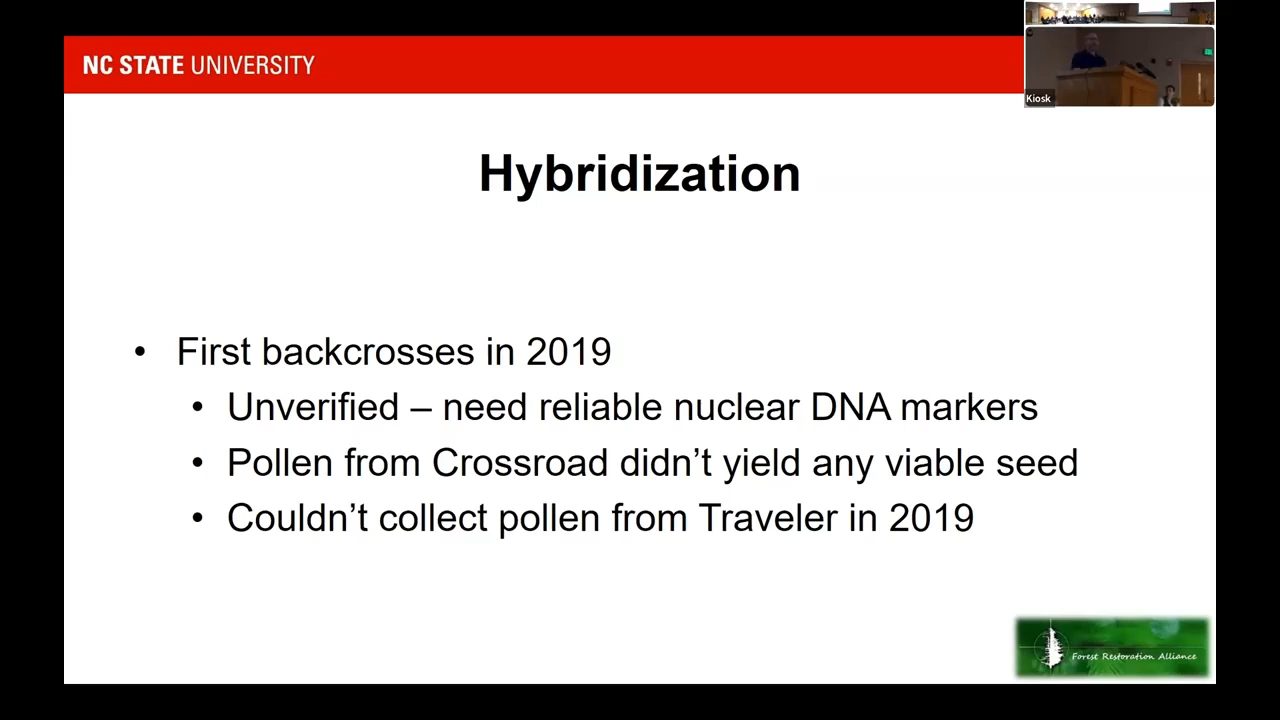 NC STATE UNIVERSITY
Kiosk
Hybridization
• First backcrosses in 2019
• Unverified – need reliable nuclear DNA markers
• Pollen from Crossroad didn’t yield any viable seed
• Couldn’t collect pollen from Traveler in 2019
Forest Restoration Alliance